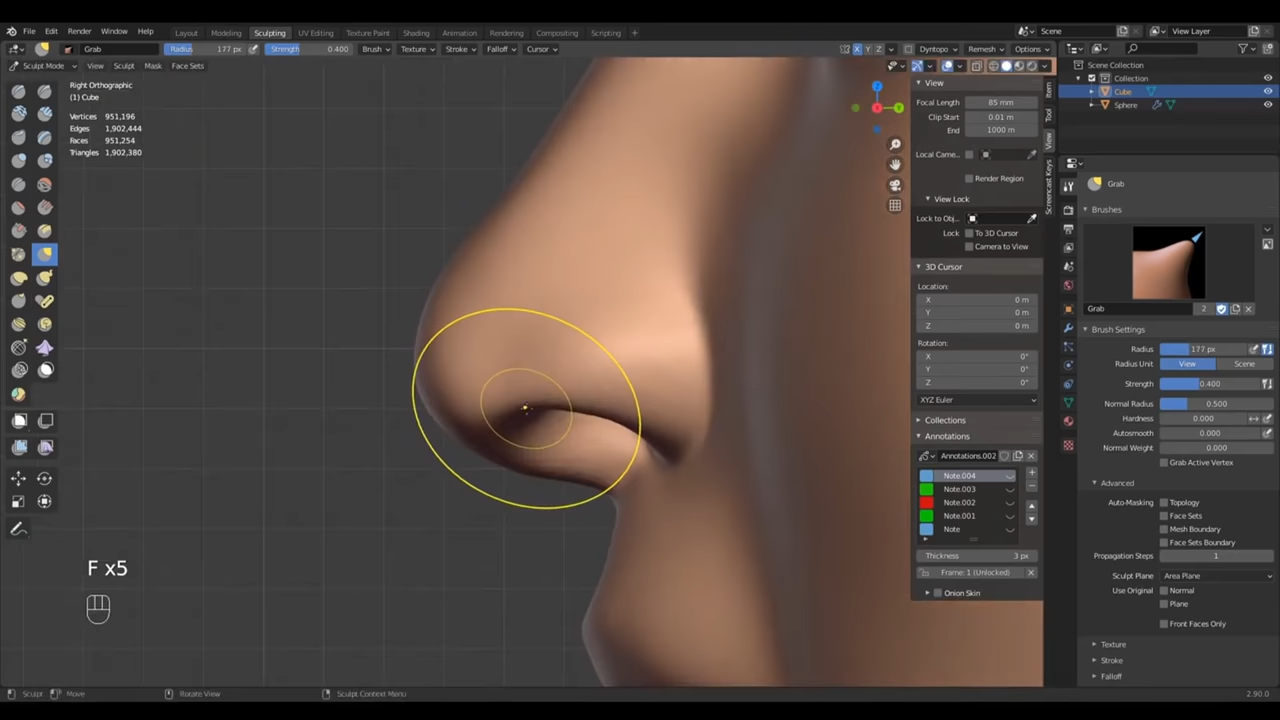 File Edit Render Window Help Layout Modeling Sculpting UV Editing Texture Paint Shading Animation Rendering Compositing Scripting + Scene View Layer
Grab Radius 177 px Strength 0.400 Brush Texture Stroke Falloff Cursor X Y Z Dyntopo Remesh Options
Sculpt Mode View Sculpt Mask Face Sets
Right Orthographic
(1) Cube
Vertices 951,196
Edges 1,902,444
Faces 951,254
Triangles 1,902,380
F x5
View
Focal Length 85 mm
Clip Start 0.01 m
End 1000 m
Local Came...
Render Region
View Lock
Lock to Obj...
Lock To 3D Cursor
Camera to View
3D Cursor
Location:
X 0 m
Y 0 m
Z 0 m
Rotation:
X 0°
Y 0°
Z 0°
XYZ Euler
Collections
Annotations
Annotations.002
Note.004
Note.003
Note.002
Note.001
Note
Thickness 3 px
Frame: 1 (Unlocked)
Onion Skin
Item
Tool
View
Screencast Keys
Scene Collection
Collection
Cube
Sphere
Grab
Brushes
Grab 2
Brush Settings
Radius 177 px
Radius Unit View Scene
Strength 0.400
Normal Radius 0.500
Hardness 0.000
Autosmooth 0.000
Normal Weight 0.000
Grab Active Vertex
Advanced
Auto-Masking Topology
Face Sets
Mesh Boundary
Face Sets Boundary
Propagation Steps 1
Sculpt Plane Area Plane
Use Original Normal
Plane
Front Faces Only
Texture
Stroke
Falloff
Sculpt Move Rotate View Sculpt Context Menu 2.90.0